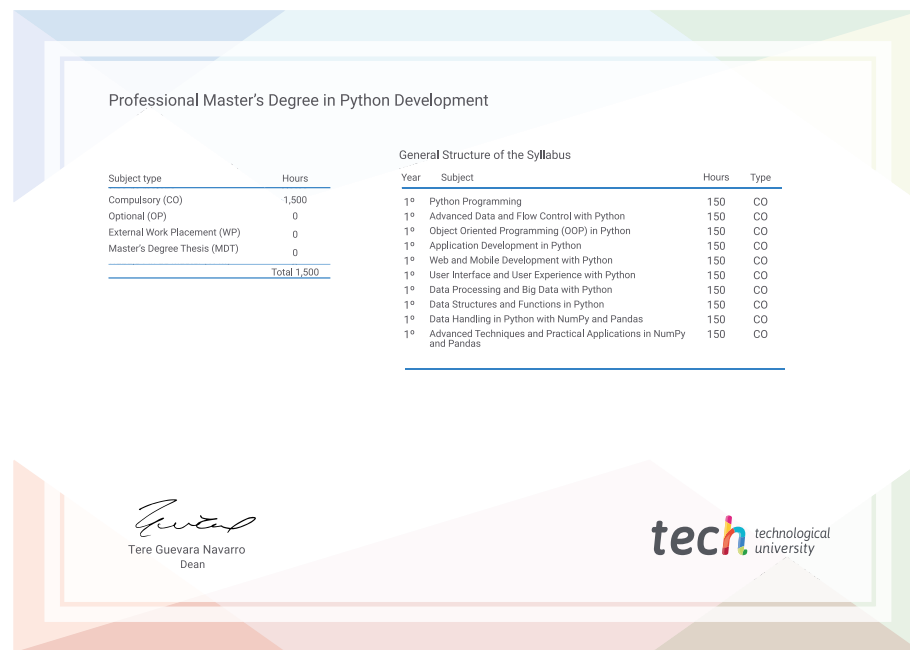 Professional Master's Degree in Python Development
Subject type Hours
Compulsory (CO) 1,500
Optional (OP) 0
External Work Placement (WP) 0
Master's Degree Thesis (MDT) 0
Total 1,500
General Structure of the Syllabus
Year Subject Hours Type
1º Python Programming 150 CO
1º Advanced Data and Flow Control with Python 150 CO
1º Object Oriented Programming (OOP) in Python 150 CO
1º Application Development in Python 150 CO
1º Web and Mobile Development with Python 150 CO
1º User Interface and User Experience with Python 150 CO
1º Data Processing and Big Data with Python 150 CO
1º Data Structures and Functions in Python 150 CO
1º Data Handling in Python with NumPy and Pandas 150 CO
1º Advanced Techniques and Practical Applications in NumPy 150 CO
and Pandas
Tere Guevara Navarro
Dean
tech technological
university